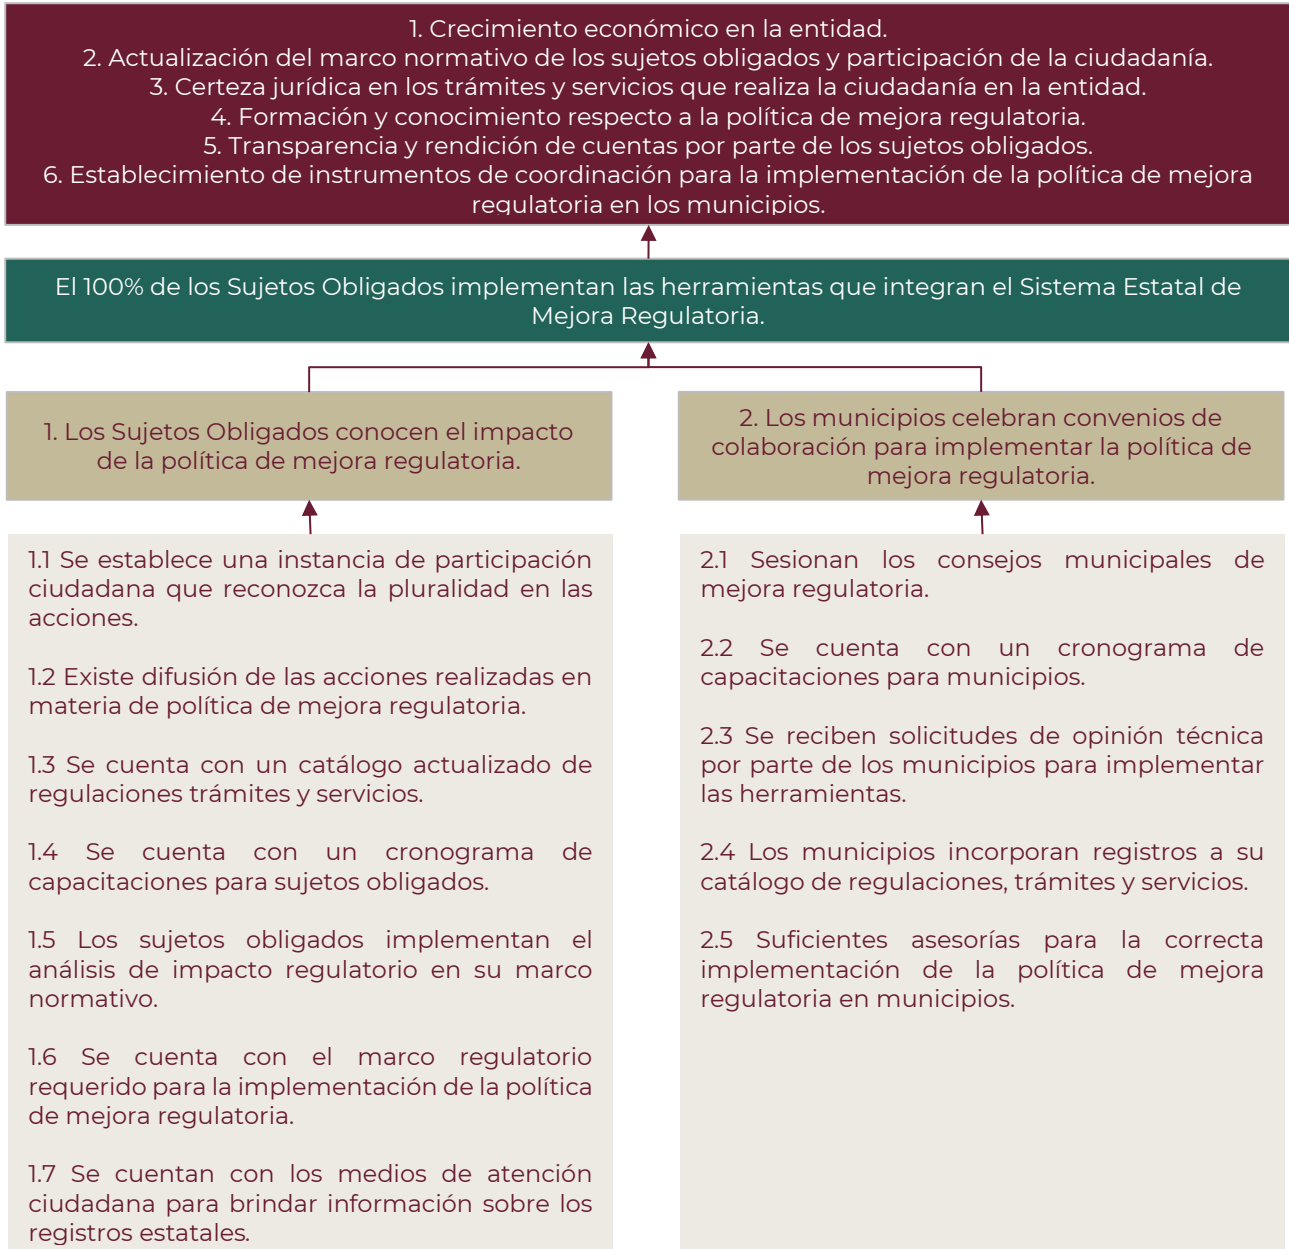 1. Crecimiento económico en la entidad.
2. Actualización del marco normativo de los sujetos obligados y participación de la ciudadanía.
3. Certeza jurídica en los trámites y servicios que realiza la ciudadanía en la entidad.
4. Formación y conocimiento respecto a la política de mejora regulatoria.
5. Transparencia y rendición de cuentas por parte de los sujetos obligados.
6. Establecimiento de instrumentos de coordinación para la implementación de la política de mejora
regulatoria en los municipios.
El 100% de los Sujetos Obligados implementan las herramientas que integran el Sistema Estatal de
Mejora Regulatoria.
1. Los Sujetos Obligados conocen el impacto
de la política de mejora regulatoria.
2. Los municipios celebran convenios de
colaboración para implementar la política de
mejora regulatoria.
1.1 Se establece una instancia de participación
ciudadana que reconozca la pluralidad en las
acciones.
1.2 Existe difusión de las acciones realizadas en
materia de política de mejora regulatoria.
1.3 Se cuenta con un catálogo actualizado de
regulaciones trámites y servicios.
1.4 Se cuenta con un cronograma de
capacitaciones para sujetos obligados.
1.5 Los sujetos obligados implementan el
análisis de impacto regulatorio en su marco
normativo.
1.6 Se cuenta con el marco regulatorio
requerido para la implementación de la política
de mejora regulatoria.
1.7 Se cuentan con los medios de atención
ciudadana para brindar información sobre los
registros estatales.
2.1 Sesionan los consejos municipales de
mejora regulatoria.
2.2 Se cuenta con un cronograma de
capacitaciones para municipios.
2.3 Se reciben solicitudes de opinión técnica
por parte de los municipios para implementar
las herramientas.
2.4 Los municipios incorporan registros a su
catálogo de regulaciones, trámites y servicios.
2.5 Suficientes asesorías para la correcta
implementación de la política de mejora
regulatoria en municipios.